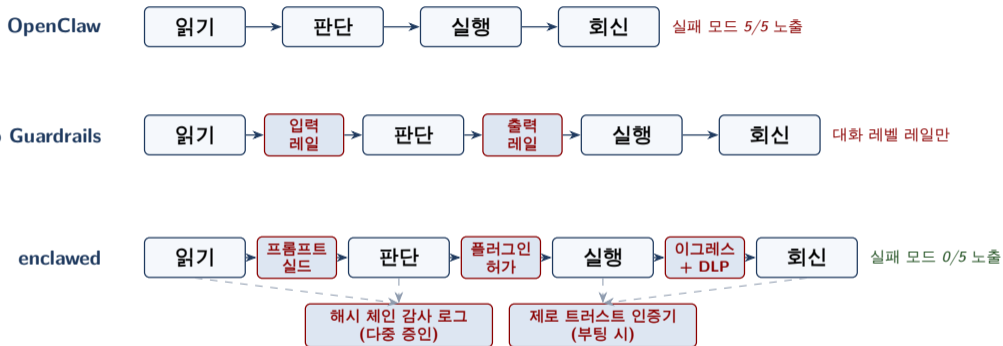 OpenClaw 읽기 판단 실행 회신 실패 모드 5/5 노출
Guardrails 읽기 입력 레일 판단 출력 레일 실행 회신 대화 레벨 레일만
enclawed 읽기 프롬프트 실드 판단 플러그인 허가 실행 이그레스 + DLP 회신 실패 모드 0/5 노출
해시 체인 감사 로그 제로 트러스트 인증기
(다중 증인) (부팅 시)